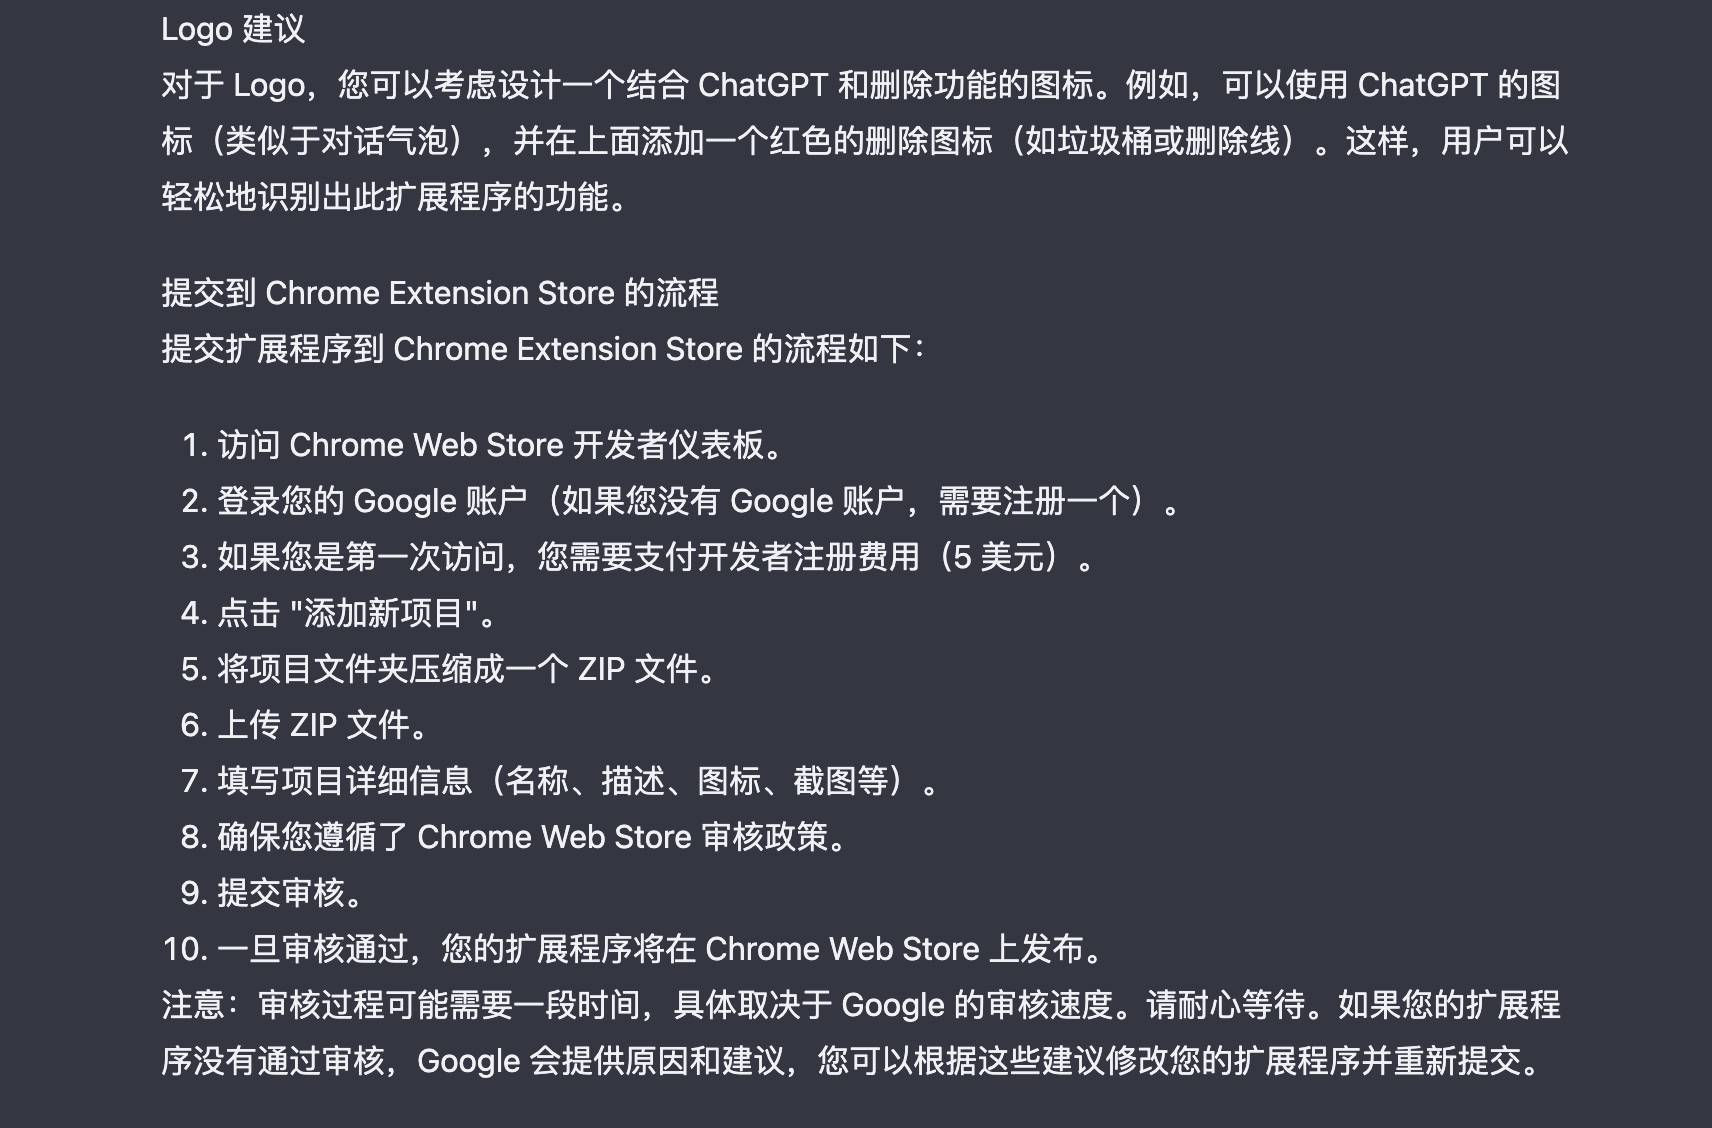 Logo 建议
对于 Logo，您可以考虑设计一个结合 ChatGPT 和删除功能的图标。例如，可以使用 ChatGPT 的图
标（类似于对话气泡），并在上面添加一个红色的删除图标（如垃圾桶或删除线）。这样，用户可以
轻松地识别出此扩展程序的功能。
提交到 Chrome Extension Store 的流程
提交扩展程序到 Chrome Extension Store 的流程如下：
1. 访问 Chrome Web Store 开发者仪表板。
2. 登录您的 Google 账户（如果您没有 Google 账户，需要注册一个）。
3. 如果您是第一次访问，您需要支付开发者注册费用（5 美元）。
4. 点击 "添加新项目"。
5. 将项目文件夹压缩成一个 ZIP 文件。
6. 上传 ZIP 文件。
7. 填写项目详细信息（名称、描述、图标、截图等）。
8. 确保您遵循了 Chrome Web Store 审核政策。
9. 提交审核。
10. 一旦审核通过，您的扩展程序将在 Chrome Web Store 上发布。
注意：审核过程可能需要一段时间，具体取决于 Google 的审核速度。请耐心等待。如果您的扩展程
序没有通过审核，Google 会提供原因和建议，您可以根据这些建议修改您的扩展程序并重新提交。